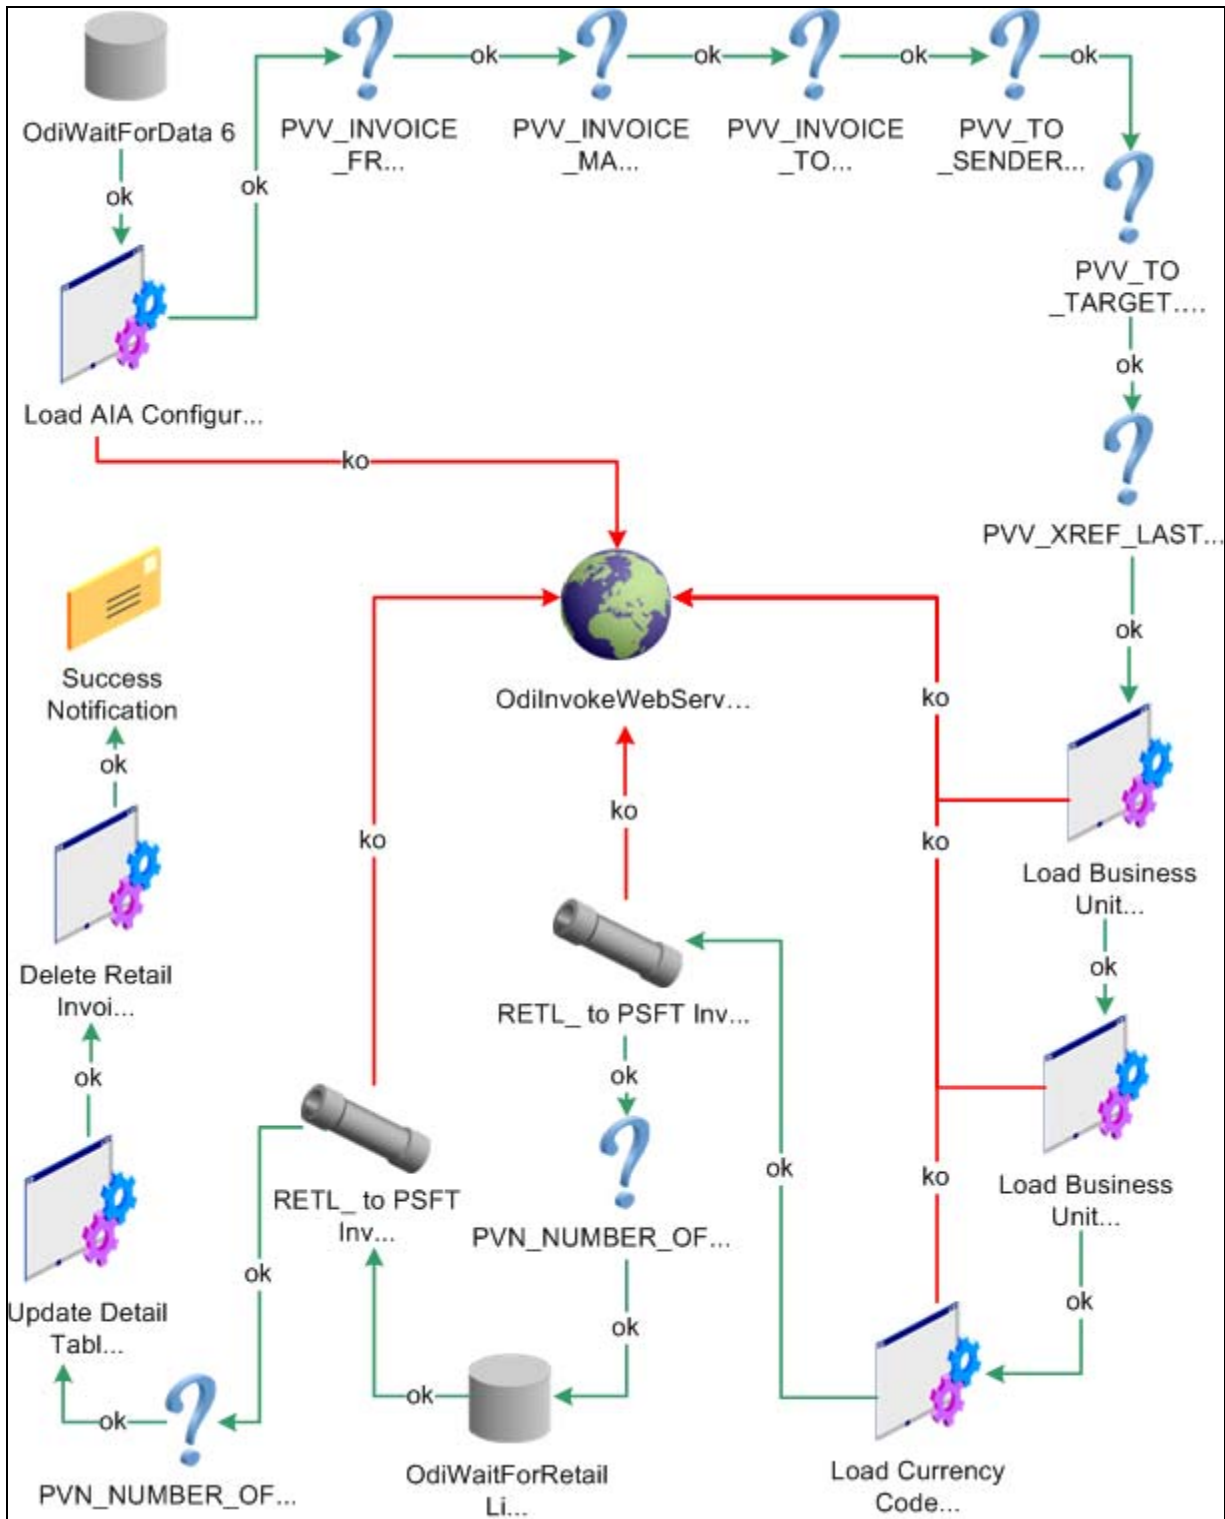 OdiWaitForData 6
ok
ok
PVV_INVOICE
_FR...
ok
PVV_INVOICE
_MA...
ok
PVV_INVOICE
_TO...
ok
PVV_TO
_SENDER...
ok
PVV_TO
_TARGET....
ok
PVV_XREF_LAST...
ok
Load AIA Configur...
ko
OdiInvokeWebServ...
Success
Notification
ok
ko
ko
ko
ko
Load Business
Unit...
ok
Delete Retail
Invoi...
ok
RETL_ to PSFT Inv...
ok
RETL_ to PSFT
Inv...
ok
ko
Load Business
Unit...
ok
PVN_NUMBER_OF...
ok
ok
Update Detail
Tabl...
ok
PVN_NUMBER_OF...
ok
OdiWaitForRetail
Li...
Load Currency
Code...